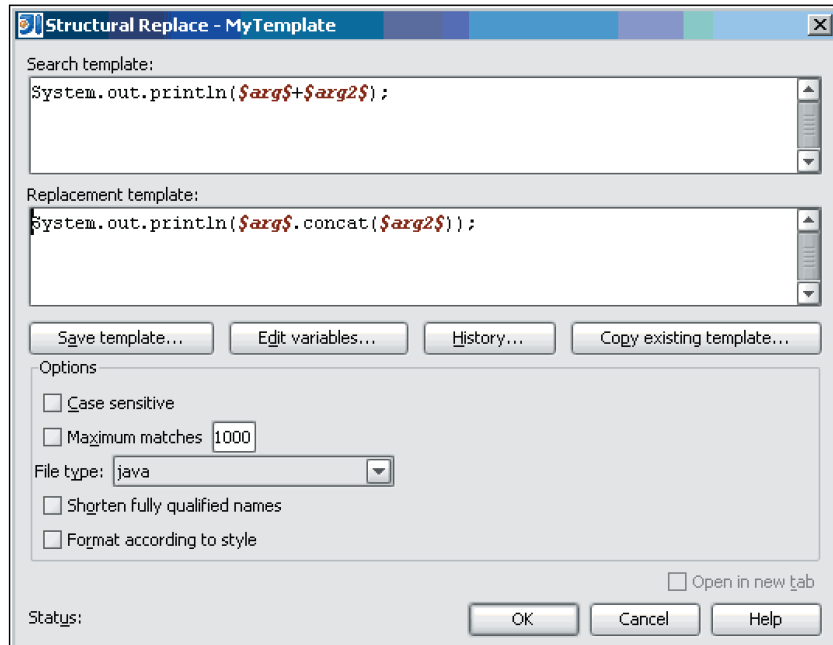 Structural Replace - MyTemplate
Search template:
System.out.println($arg$+$arg2$);
Replacement template:
System.out.println($arg$.concat($arg2$));
Save template... Edit variables... History... Copy existing template...
Options
Case sensitive
Maximum matches 1000
File type: java
Shorten fully qualified names
Format according to style
Open in new tab
Status: OK Cancel Help